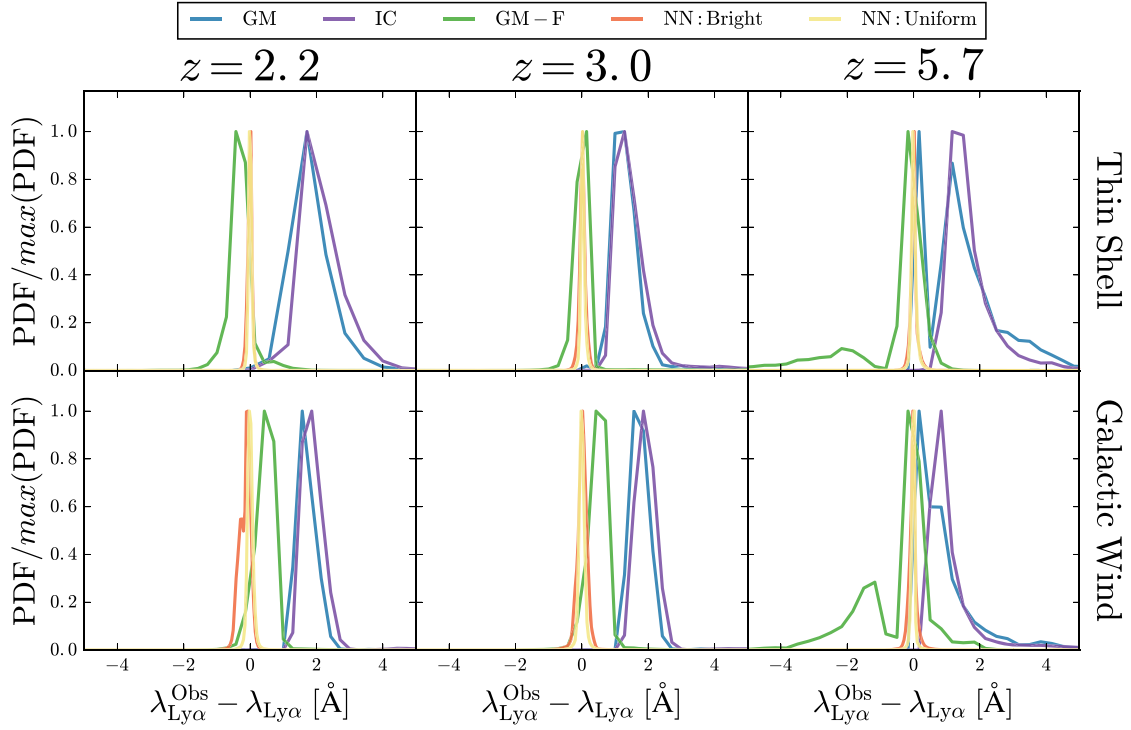 GM IC GM − F NN : Bright NN : Uniform
z = 2. 2 z = 3. 0 z = 5. 7
PDF/max(PDF)
1. 0
0. 8
0. 6
0. 4
0. 2
0. 0
Thin Shell
PDF/max(PDF)
1. 0
0. 8
0. 6
0. 4
0. 2
0. 0
Galactic Wind
−4 −2 0 2 4 −4 −2 0 2 4 −4 −2 0 2 4
λ^Obs_Lyα − λ_Lyα [Å] λ^Obs_Lyα − λ_Lyα [Å] λ^Obs_Lyα − λ_Lyα [Å]